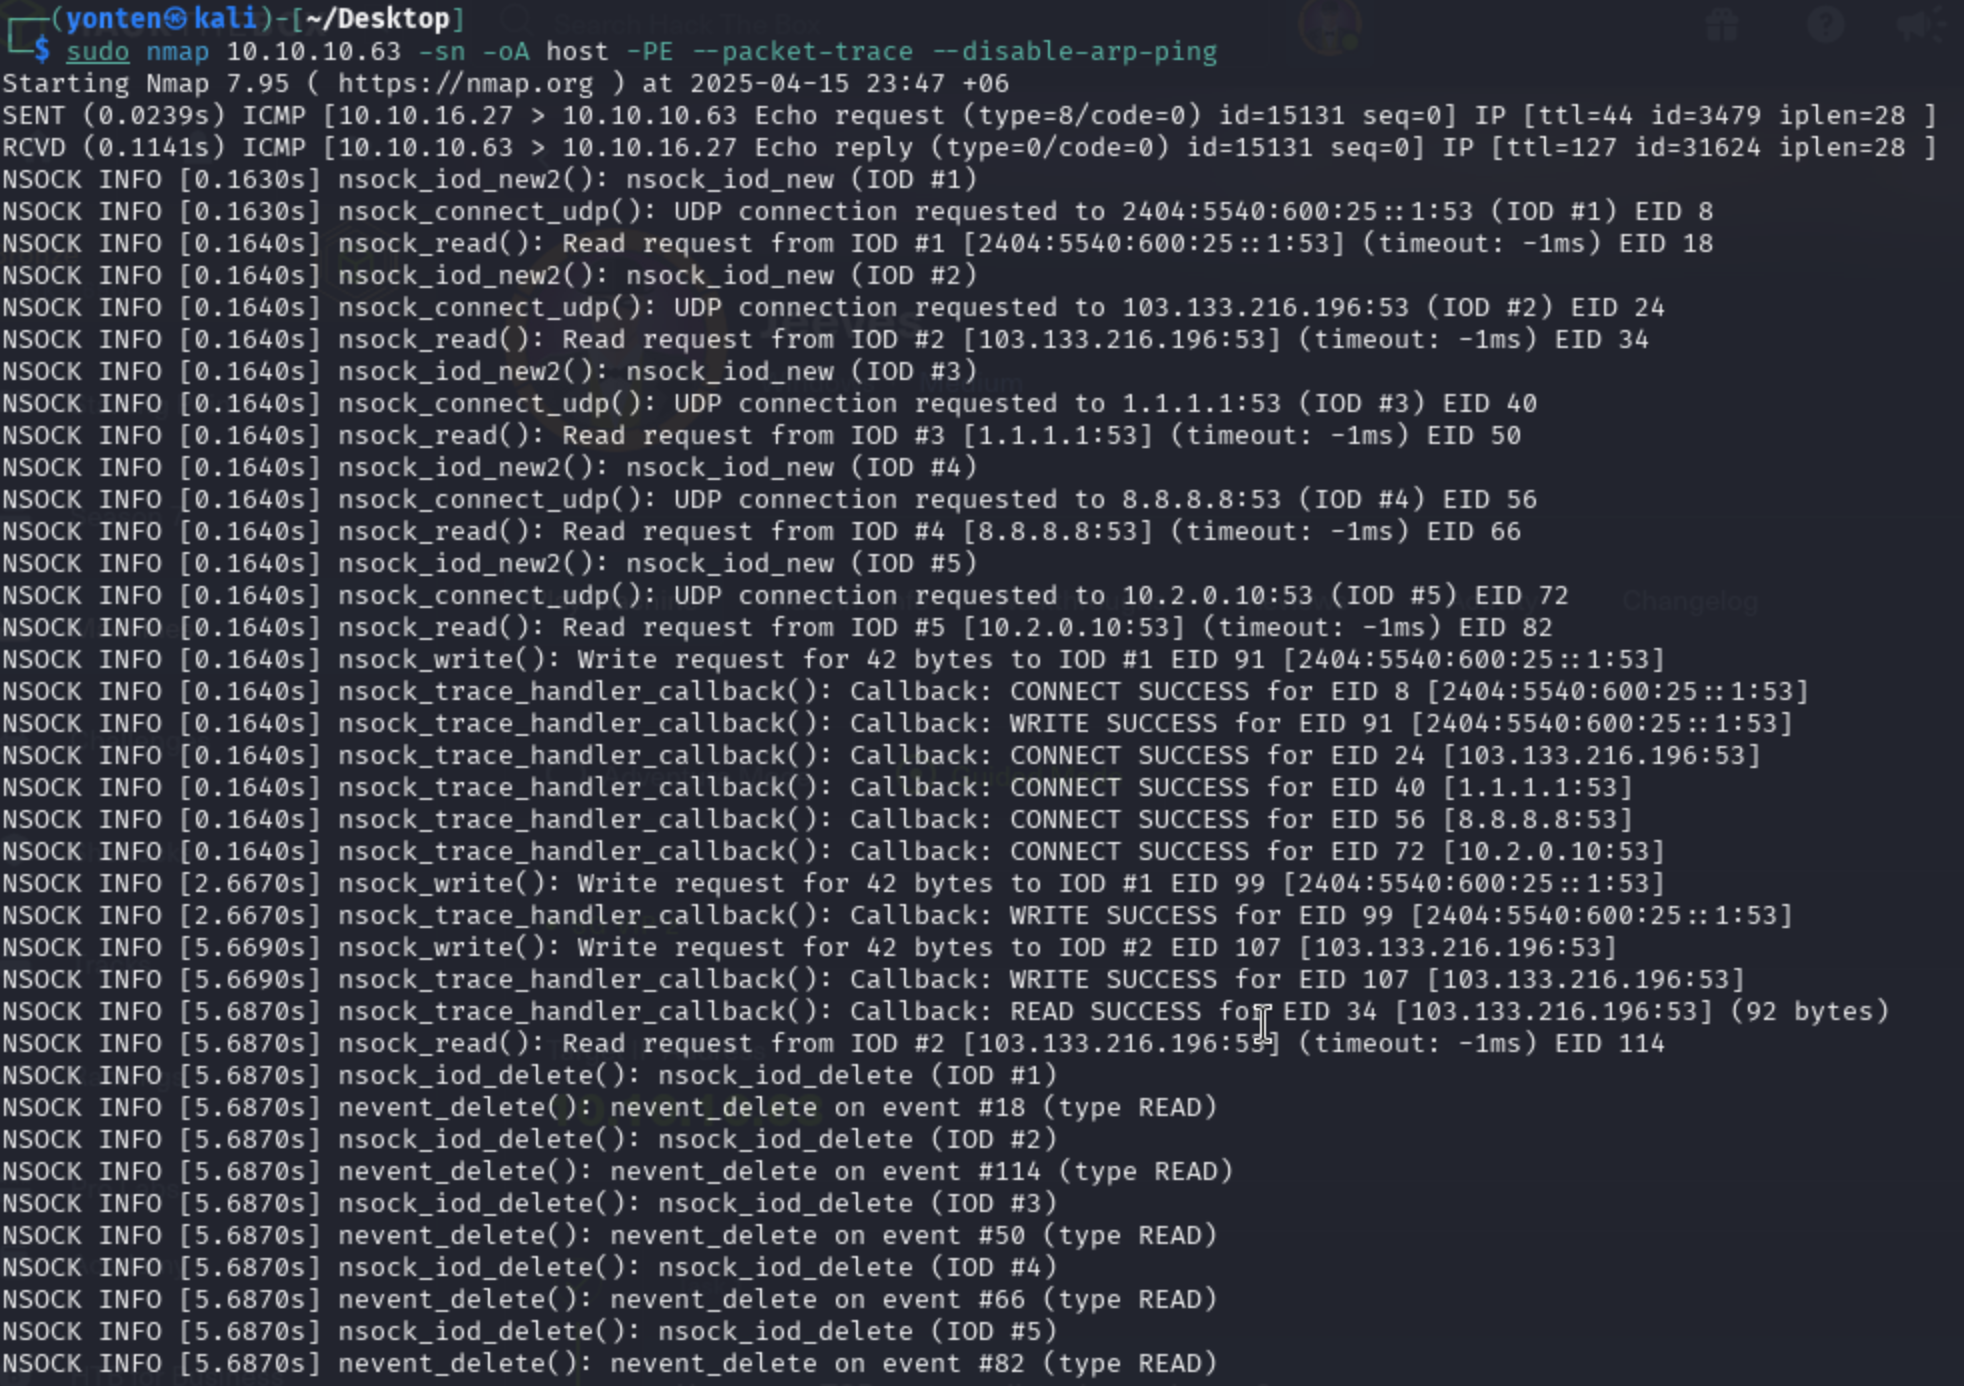 ┌──(yonten㉿kali)-[~/Desktop]
└─$ sudo nmap 10.10.10.63 -sn -oA host -PE --packet-trace --disable-arp-ping
Starting Nmap 7.95 ( https://nmap.org ) at 2025-04-15 23:47 +06
SENT (0.0239s) ICMP [10.10.16.27 > 10.10.10.63 Echo request (type=8/code=0) id=15131 seq=0] IP [ttl=44 id=3479 iplen=28 ]
RCVD (0.1141s) ICMP [10.10.10.63 > 10.10.16.27 Echo reply (type=0/code=0) id=15131 seq=0] IP [ttl=127 id=31624 iplen=28 ]
NSOCK INFO [0.1630s] nsock_iod_new2(): nsock_iod_new (IOD #1)
NSOCK INFO [0.1630s] nsock_connect_udp(): UDP connection requested to 2404:5540:600:25::1:53 (IOD #1) EID 8
NSOCK INFO [0.1640s] nsock_read(): Read request from IOD #1 [2404:5540:600:25::1:53] (timeout: -1ms) EID 18
NSOCK INFO [0.1640s] nsock_iod_new2(): nsock_iod_new (IOD #2)
NSOCK INFO [0.1640s] nsock_connect_udp(): UDP connection requested to 103.133.216.196:53 (IOD #2) EID 24
NSOCK INFO [0.1640s] nsock_read(): Read request from IOD #2 [103.133.216.196:53] (timeout: -1ms) EID 34
NSOCK INFO [0.1640s] nsock_iod_new2(): nsock_iod_new (IOD #3)
NSOCK INFO [0.1640s] nsock_connect_udp(): UDP connection requested to 1.1.1.1:53 (IOD #3) EID 40
NSOCK INFO [0.1640s] nsock_read(): Read request from IOD #3 [1.1.1.1:53] (timeout: -1ms) EID 50
NSOCK INFO [0.1640s] nsock_iod_new2(): nsock_iod_new (IOD #4)
NSOCK INFO [0.1640s] nsock_connect_udp(): UDP connection requested to 8.8.8.8:53 (IOD #4) EID 56
NSOCK INFO [0.1640s] nsock_read(): Read request from IOD #4 [8.8.8.8:53] (timeout: -1ms) EID 66
NSOCK INFO [0.1640s] nsock_iod_new2(): nsock_iod_new (IOD #5)
NSOCK INFO [0.1640s] nsock_connect_udp(): UDP connection requested to 10.2.0.10:53 (IOD #5) EID 72
NSOCK INFO [0.1640s] nsock_read(): Read request from IOD #5 [10.2.0.10:53] (timeout: -1ms) EID 82
NSOCK INFO [0.1640s] nsock_write(): Write request for 42 bytes to IOD #1 EID 91 [2404:5540:600:25::1:53]
NSOCK INFO [0.1640s] nsock_trace_handler_callback(): Callback: CONNECT SUCCESS for EID 8 [2404:5540:600:25::1:53]
NSOCK INFO [0.1640s] nsock_trace_handler_callback(): Callback: WRITE SUCCESS for EID 91 [2404:5540:600:25::1:53]
NSOCK INFO [0.1640s] nsock_trace_handler_callback(): Callback: CONNECT SUCCESS for EID 24 [103.133.216.196:53]
NSOCK INFO [0.1640s] nsock_trace_handler_callback(): Callback: CONNECT SUCCESS for EID 40 [1.1.1.1:53]
NSOCK INFO [0.1640s] nsock_trace_handler_callback(): Callback: CONNECT SUCCESS for EID 56 [8.8.8.8:53]
NSOCK INFO [0.1640s] nsock_trace_handler_callback(): Callback: CONNECT SUCCESS for EID 72 [10.2.0.10:53]
NSOCK INFO [2.6670s] nsock_write(): Write request for 42 bytes to IOD #1 EID 99 [2404:5540:600:25::1:53]
NSOCK INFO [2.6670s] nsock_trace_handler_callback(): Callback: WRITE SUCCESS for EID 99 [2404:5540:600:25::1:53]
NSOCK INFO [5.6690s] nsock_write(): Write request for 42 bytes to IOD #2 EID 107 [103.133.216.196:53]
NSOCK INFO [5.6690s] nsock_trace_handler_callback(): Callback: WRITE SUCCESS for EID 107 [103.133.216.196:53]
NSOCK INFO [5.6870s] nsock_trace_handler_callback(): Callback: READ SUCCESS for EID 34 [103.133.216.196:53] (92 bytes)
NSOCK INFO [5.6870s] nsock_read(): Read request from IOD #2 [103.133.216.196:53] (timeout: -1ms) EID 114
NSOCK INFO [5.6870s] nsock_iod_delete(): nsock_iod_delete (IOD #1)
NSOCK INFO [5.6870s] nevent_delete(): nevent_delete on event #18 (type READ)
NSOCK INFO [5.6870s] nsock_iod_delete(): nsock_iod_delete (IOD #2)
NSOCK INFO [5.6870s] nevent_delete(): nevent_delete on event #114 (type READ)
NSOCK INFO [5.6870s] nsock_iod_delete(): nsock_iod_delete (IOD #3)
NSOCK INFO [5.6870s] nevent_delete(): nevent_delete on event #50 (type READ)
NSOCK INFO [5.6870s] nsock_iod_delete(): nsock_iod_delete (IOD #4)
NSOCK INFO [5.6870s] nevent_delete(): nevent_delete on event #66 (type READ)
NSOCK INFO [5.6870s] nsock_iod_delete(): nsock_iod_delete (IOD #5)
NSOCK INFO [5.6870s] nevent_delete(): nevent_delete on event #82 (type READ)